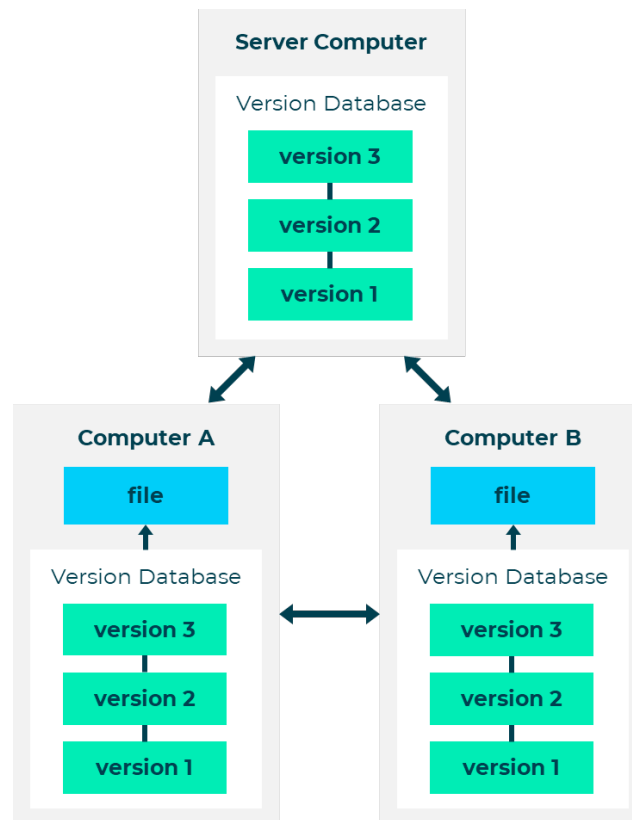 Server Computer
Version Database
version 3
version 2
version 1
Computer A
file
Version Database
version 3
version 2
version 1
Computer B
file
Version Database
version 3
version 2
version 1